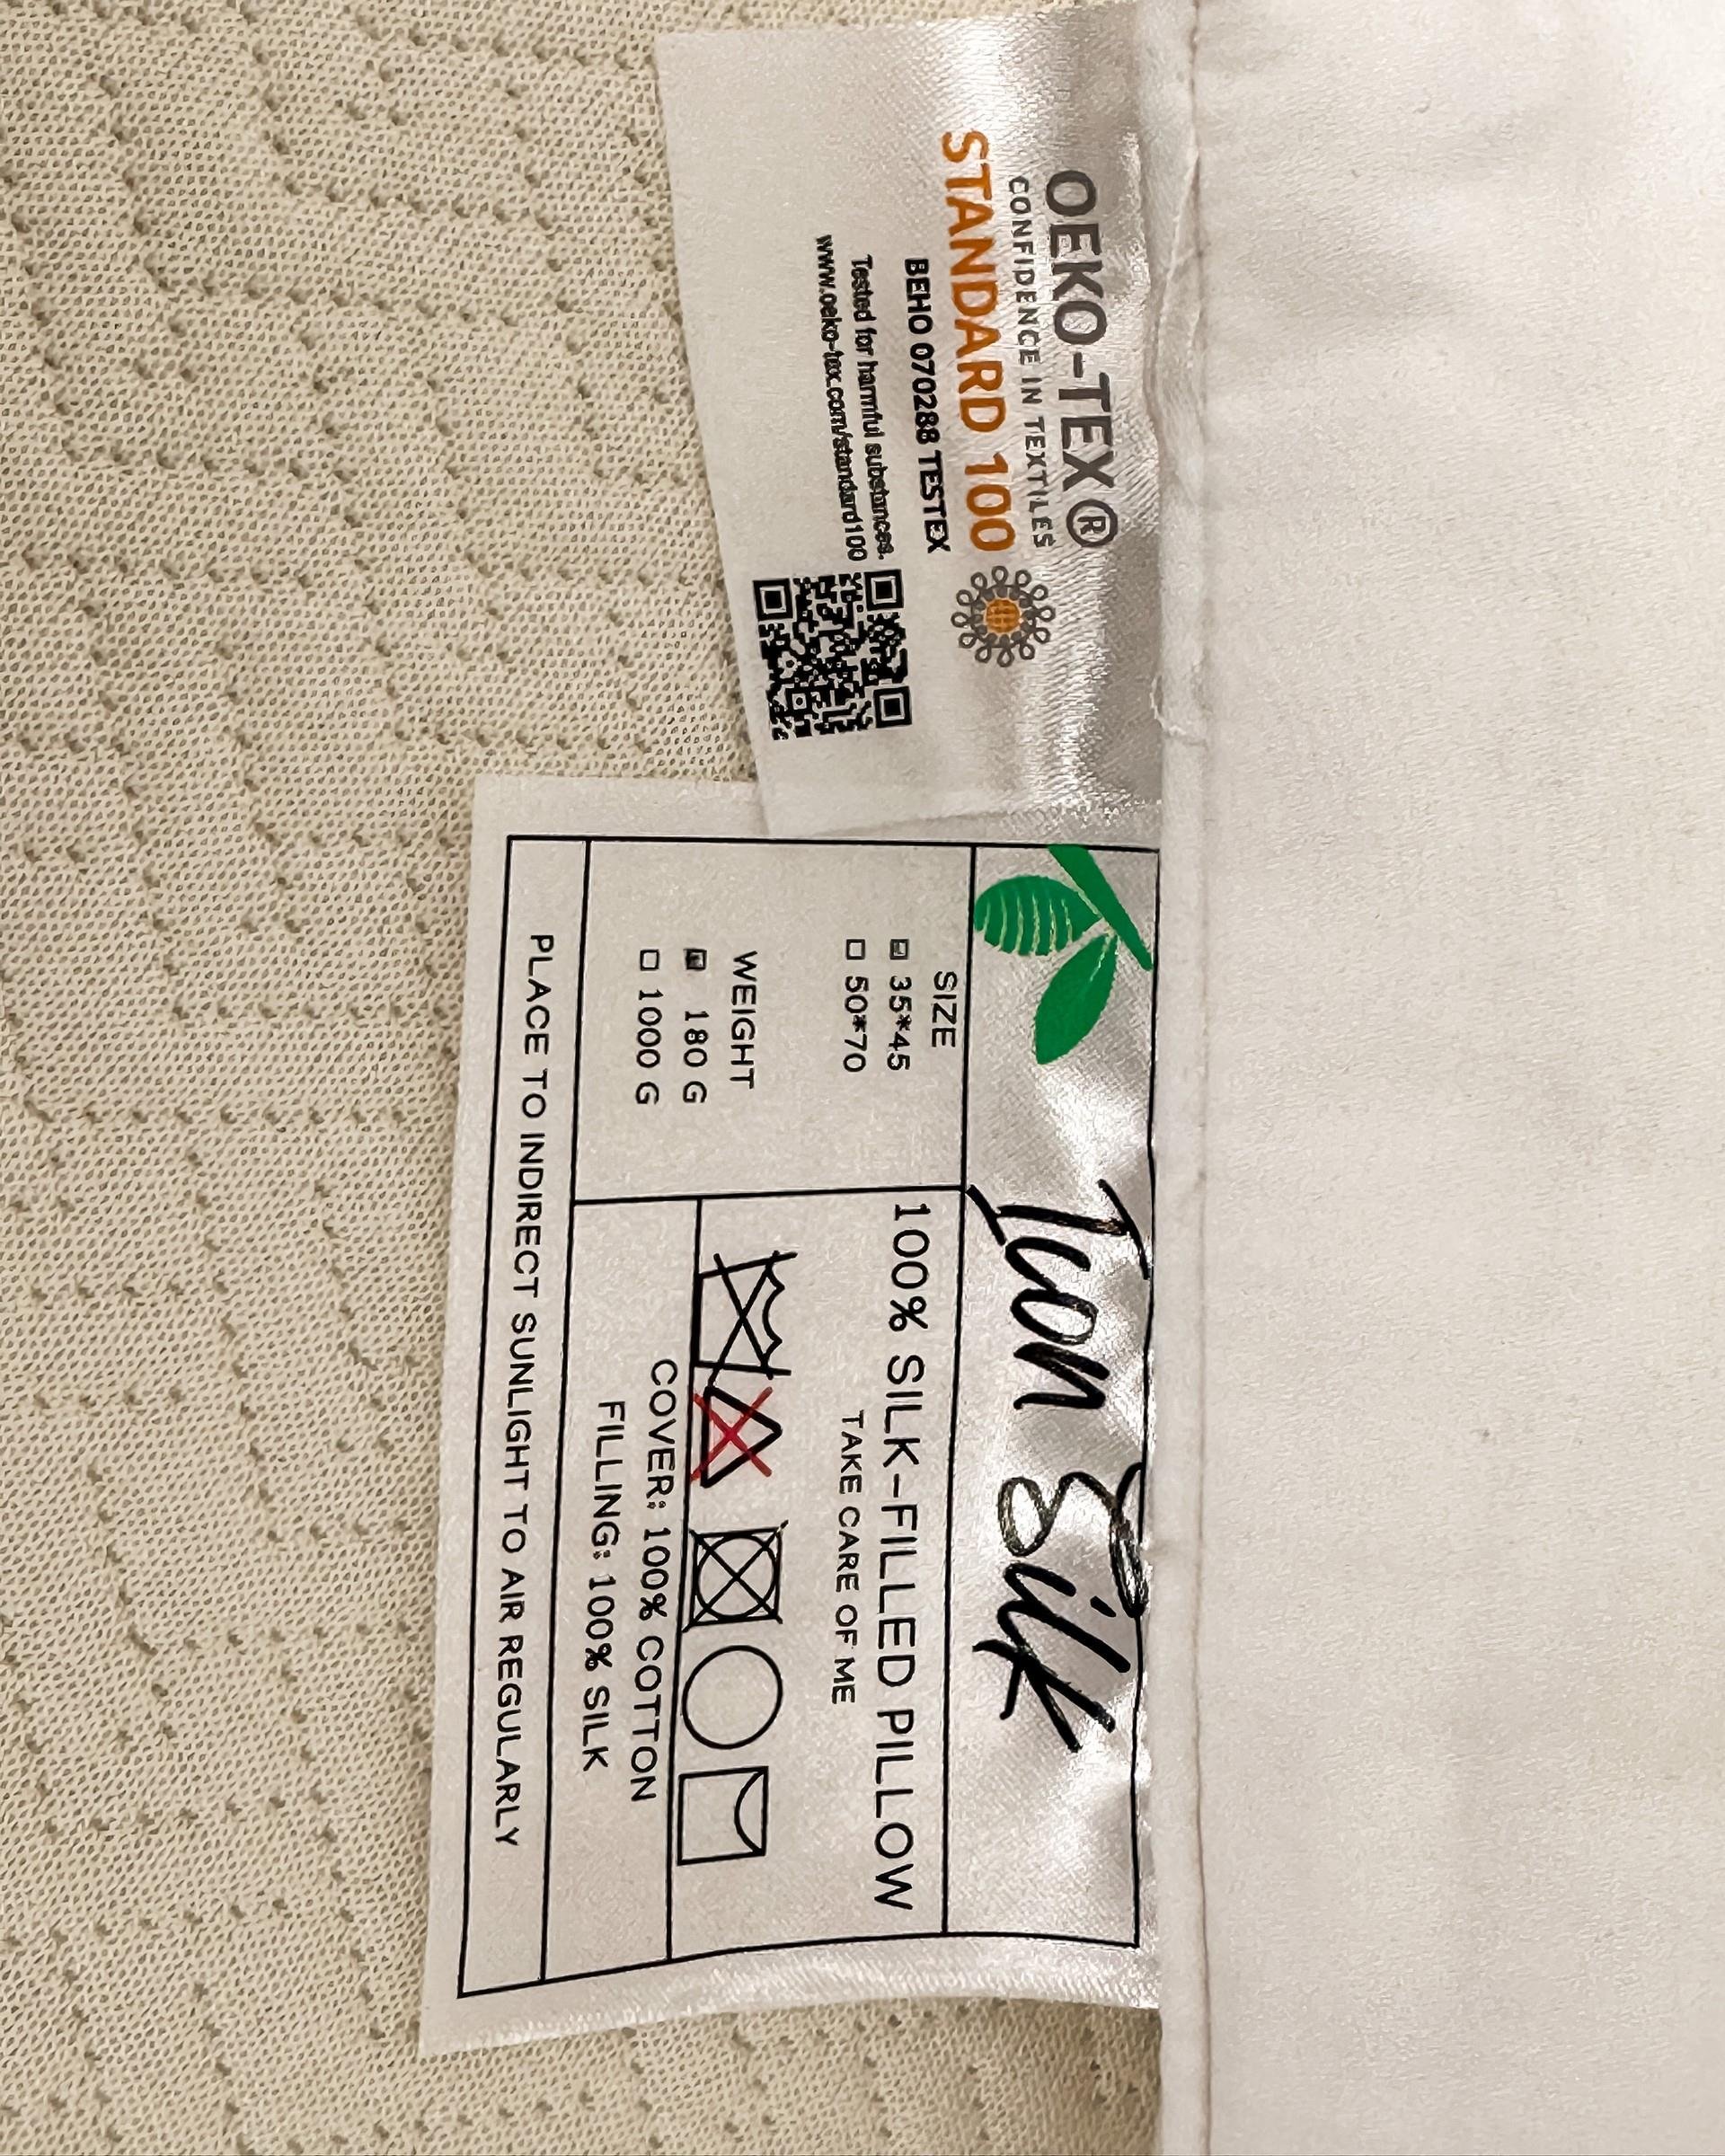 OEKO-TEX®
CONFIDENCE IN TEXTILES
STANDARD 100
BEHO 070288 TESTEX
Tested for harmful substances.
www.oeko-tex.com/standard100
Ivon Silk
SIZE
35*45
50*70
WEIGHT
180 G
1000 G
100% SILK-FILLED PILLOW
TAKE CARE OF ME
COVER: 100% COTTON
FILLING: 100% SILK
PLACE TO INDIRECT SUNLIGHT TO AIR REGULARLY